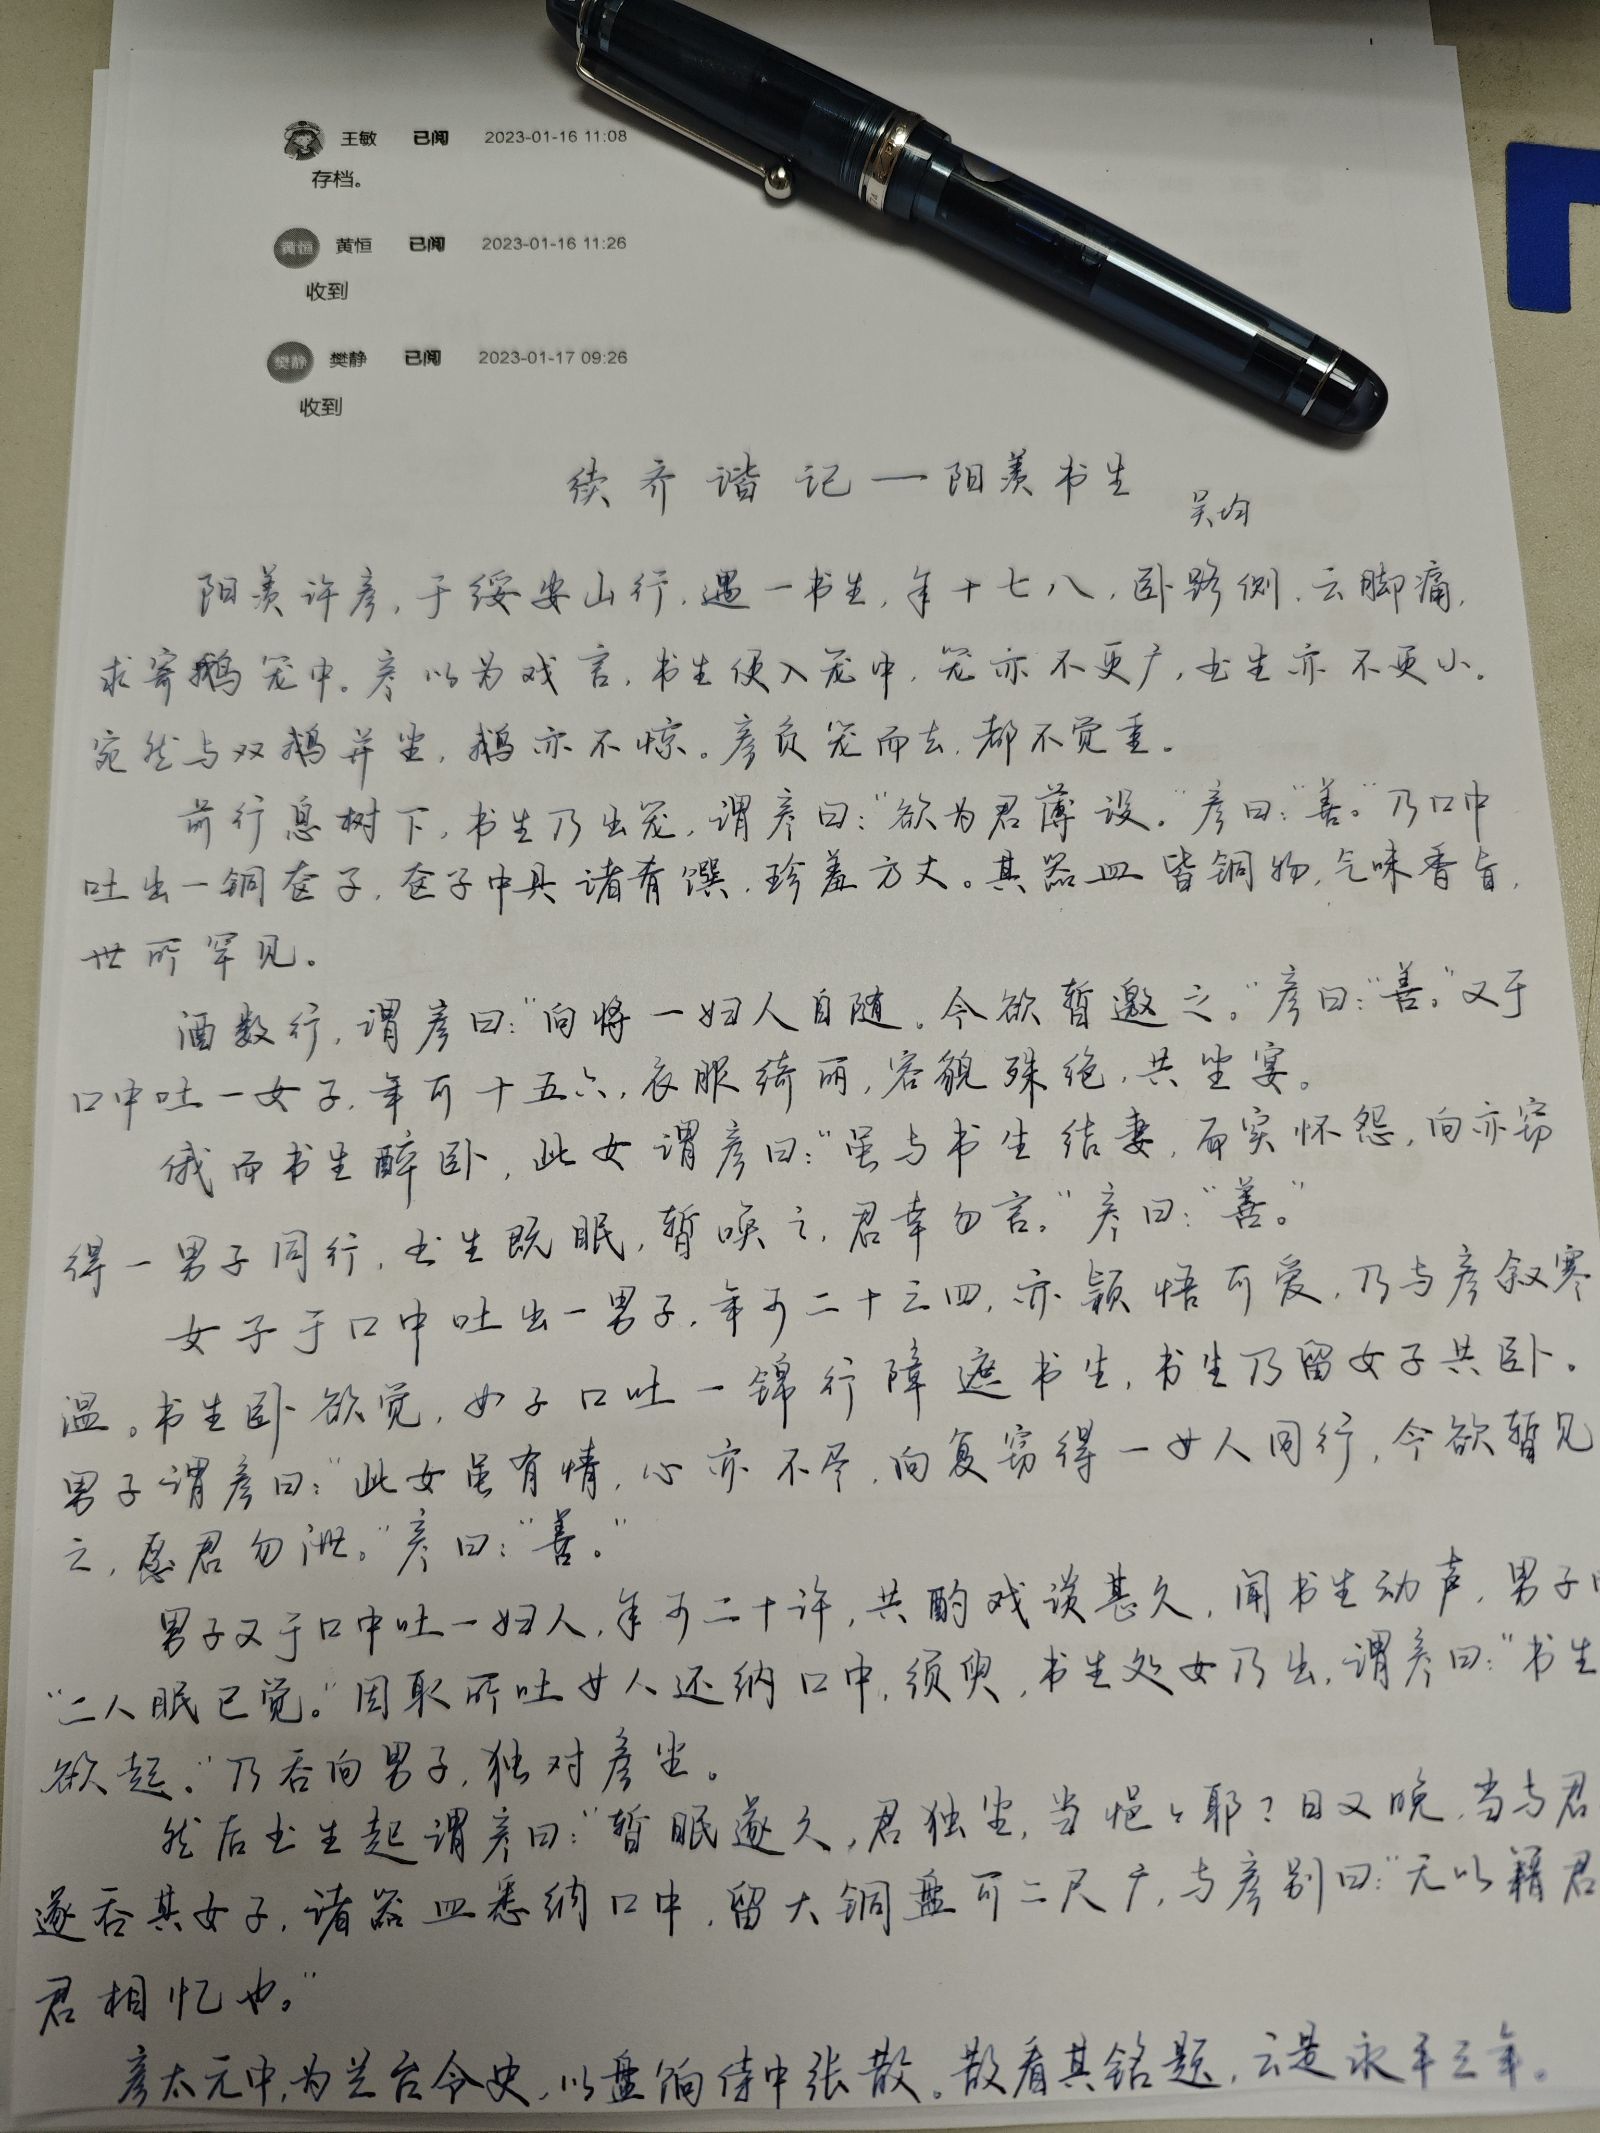 王敏 已阅 2023-01-16 11:08
存档。
黄恒 黄恒 已阅 2023-01-16 11:26
收到
樊静 樊静 已阅 2023-01-17 09:26
收到
续齐谐记一阳羡书生
吴均
阳羡许彦,于绥安山行,遇一书生,年十七八,卧路侧,云脚痛,
求寄鹅笼中。彦以为戏言,书生便入笼中,笼亦不更广,书生亦不更小。
宛然与双鹅并坐,鹅亦不惊。彦负笼而去,都不觉重。
前行息树下,书生乃出笼,谓彦曰:“欲为君薄设。”彦曰:“善。”乃口中
吐出一铜奁子,奁子中具诸肴馔,珍羞方丈。其器皿皆铜物,气味香旨,
世所罕见。
酒数行,谓彦曰:“向将一妇人自随。今欲暂邀之。”彦曰:“善。”又于
口中吐一女子,年可十五六,衣服绮丽,容貌殊绝,共坐宴。
俄而书生醉卧,此女谓彦曰:“虽与书生结妻,而实怀怨,向亦窃
得一男子同行,书生既眠,暂唤之,君幸勿言。”彦曰:“善。”
女子于口中吐出一男子,年可二十三四,亦颖悟可爱,乃与彦叙寒
温。书生卧欲觉,女子口吐一锦行障遮书生,书生乃留女子共卧。
男子谓彦曰:“此女虽有情,心亦不尽,向复窃得一女人同行,今欲暂见
之,愿君勿泄。”彦曰:“善。”
男子又于口中吐一妇人,年可二十许,共酌戏谈甚久,闻书生动声,男子
“二人眠已觉。”因取所吐女人还纳口中,须臾,书生处女乃出,谓彦曰:“书生
欲起。”乃吞向男子,独对彦坐。
然后书生起谓彦曰:“暂眠遂久,君独坐,当悒々耶?日又晚,当与君
遂吞其女子,诸器皿悉纳口中,留大铜盘可二尺广,与彦别曰:“无以藉君
君相忆也。”
彦太元中,为兰台令史,以盘饷侍中张散。散看其铭题,云是永平三年。